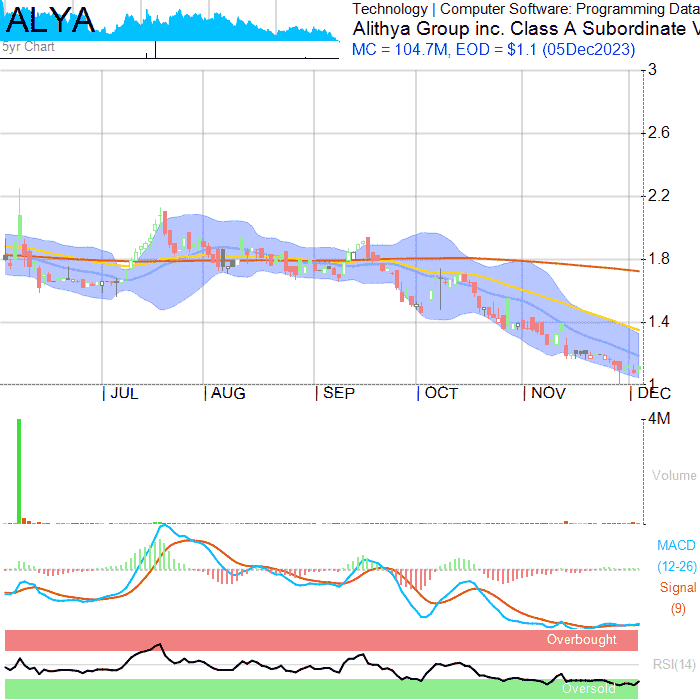 ALYA
5yr Chart
Technology | Computer Software: Programming Data
Alithya Group inc. Class A Subordinate V
MC = 104.7M, EOD = $1.1 (05Dec2023)
3
2.6
2.2
1.8
1.4
1
JUL AUG SEP OCT NOV DEC
4M
Volume
MACD
(12-26)
Signal
(9)
Overbought
RSI(14)
Oversold